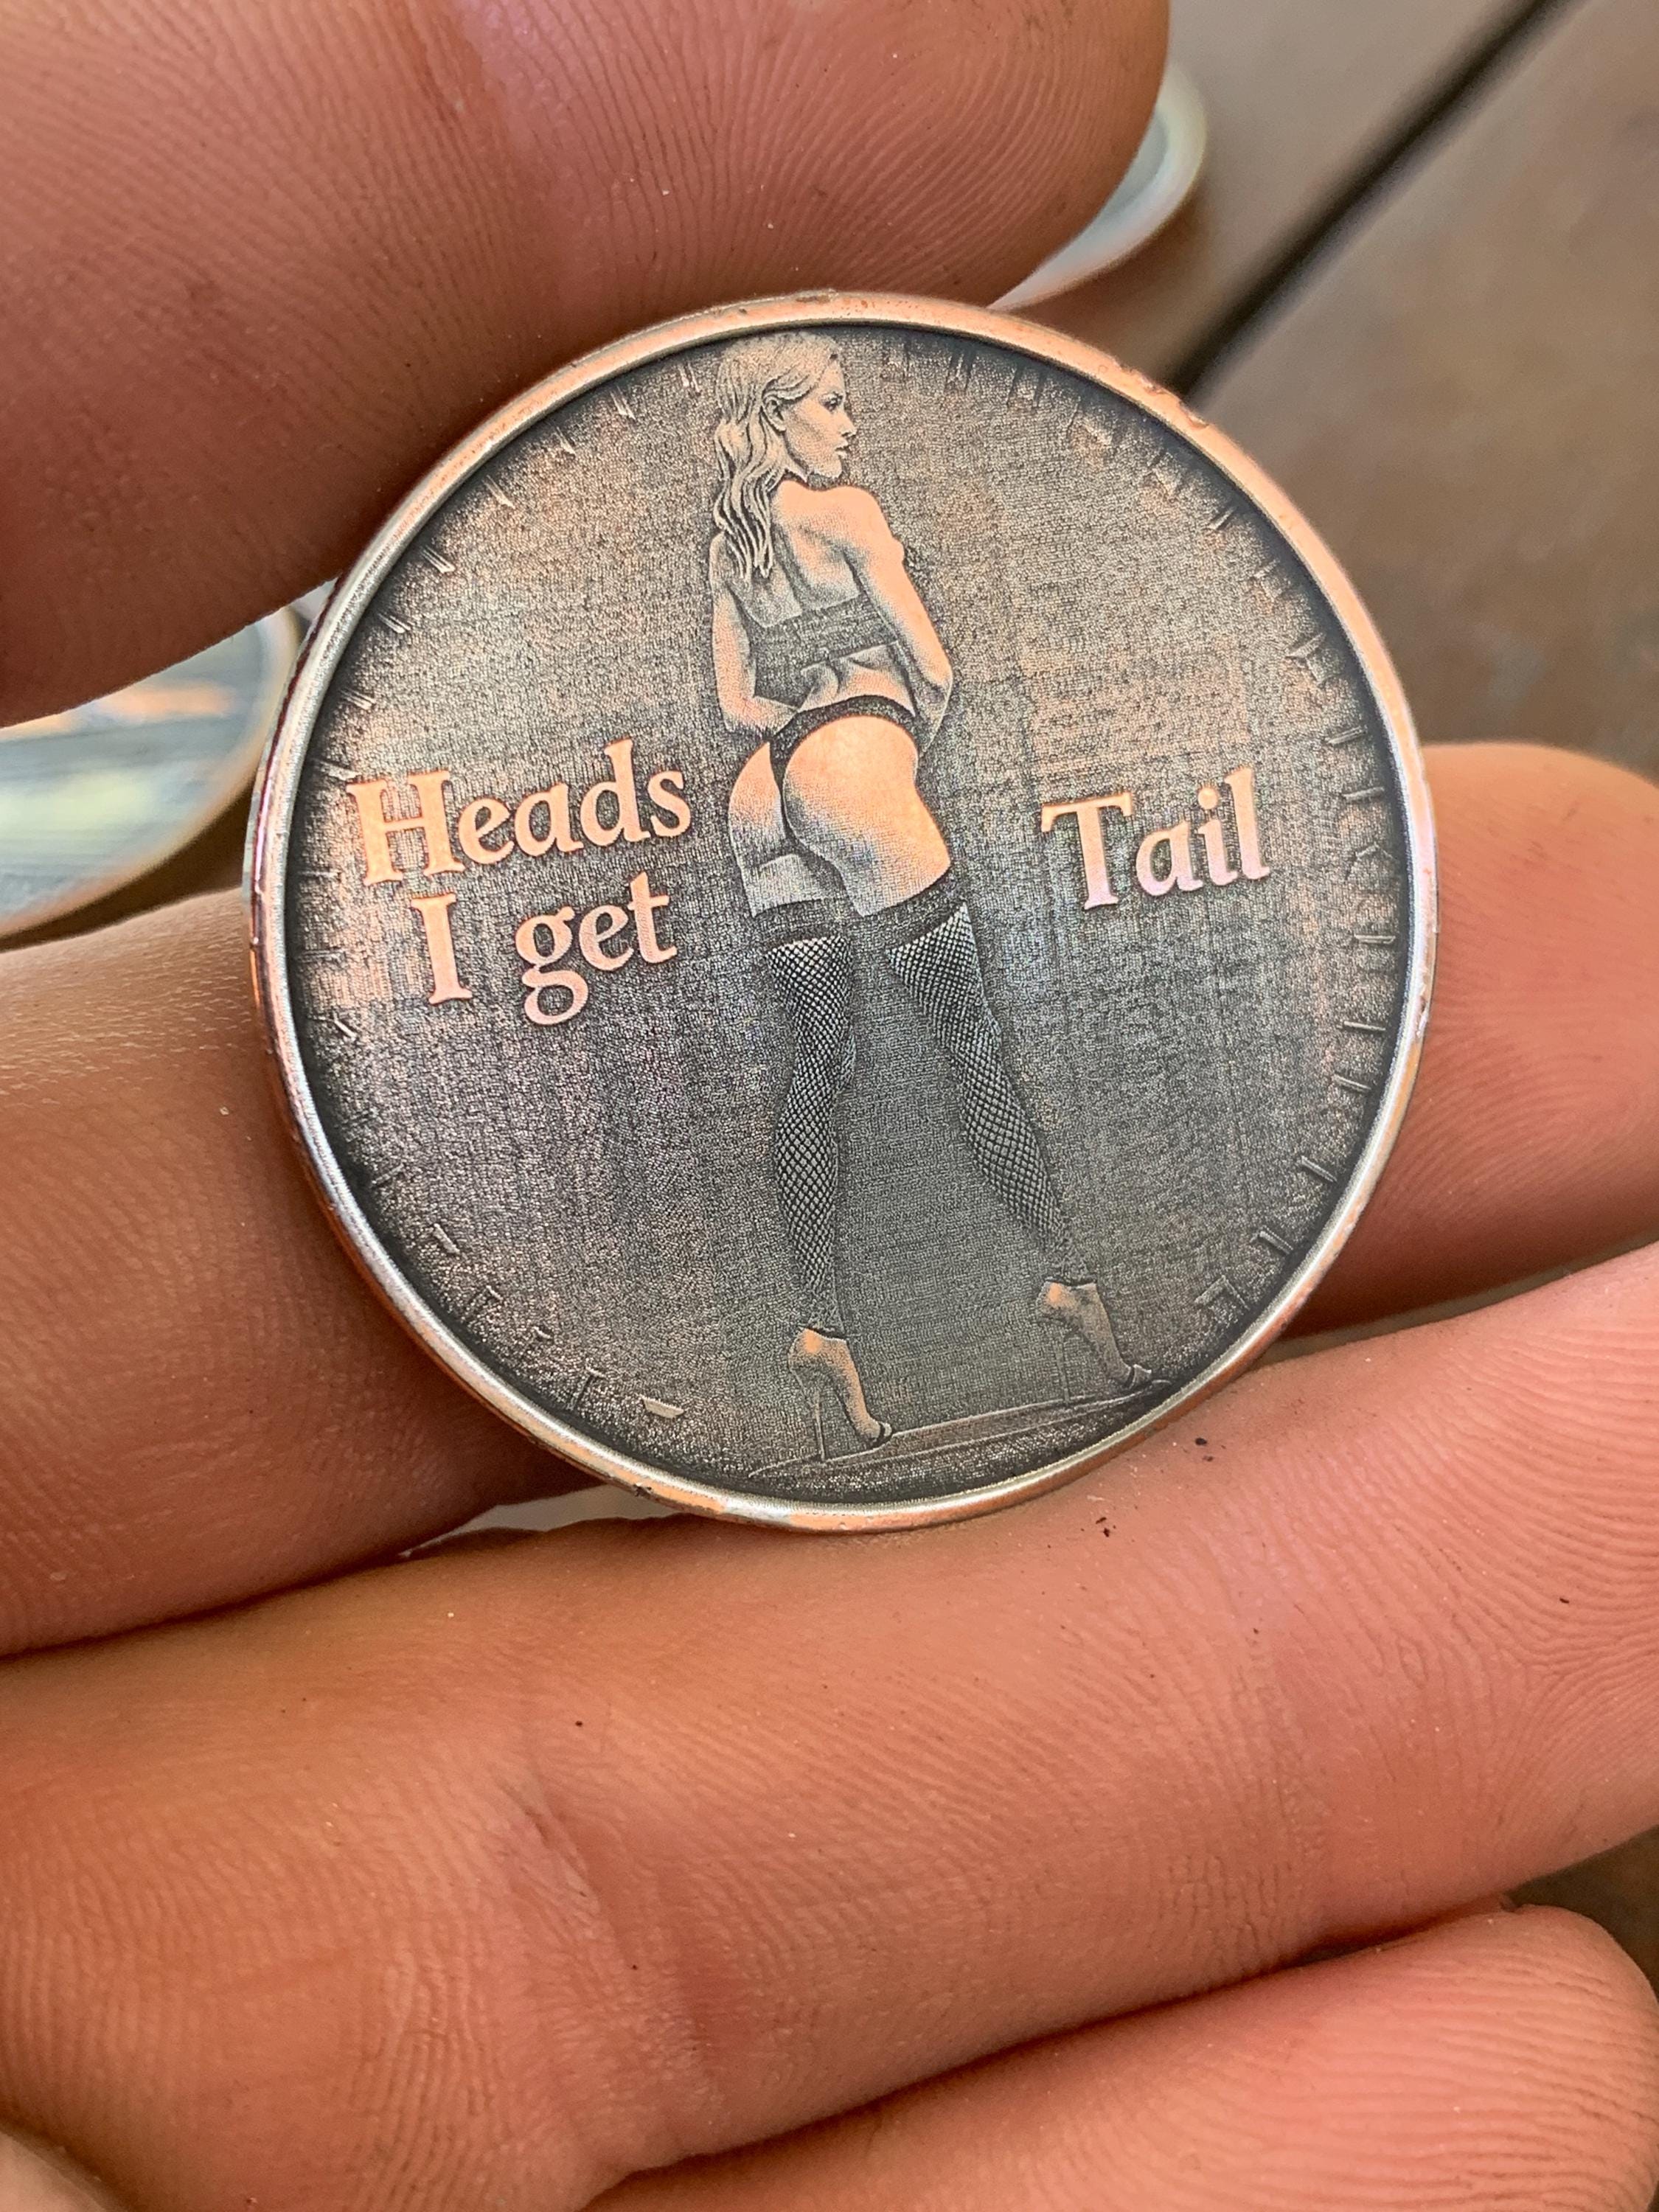 Heads
I get
Tail